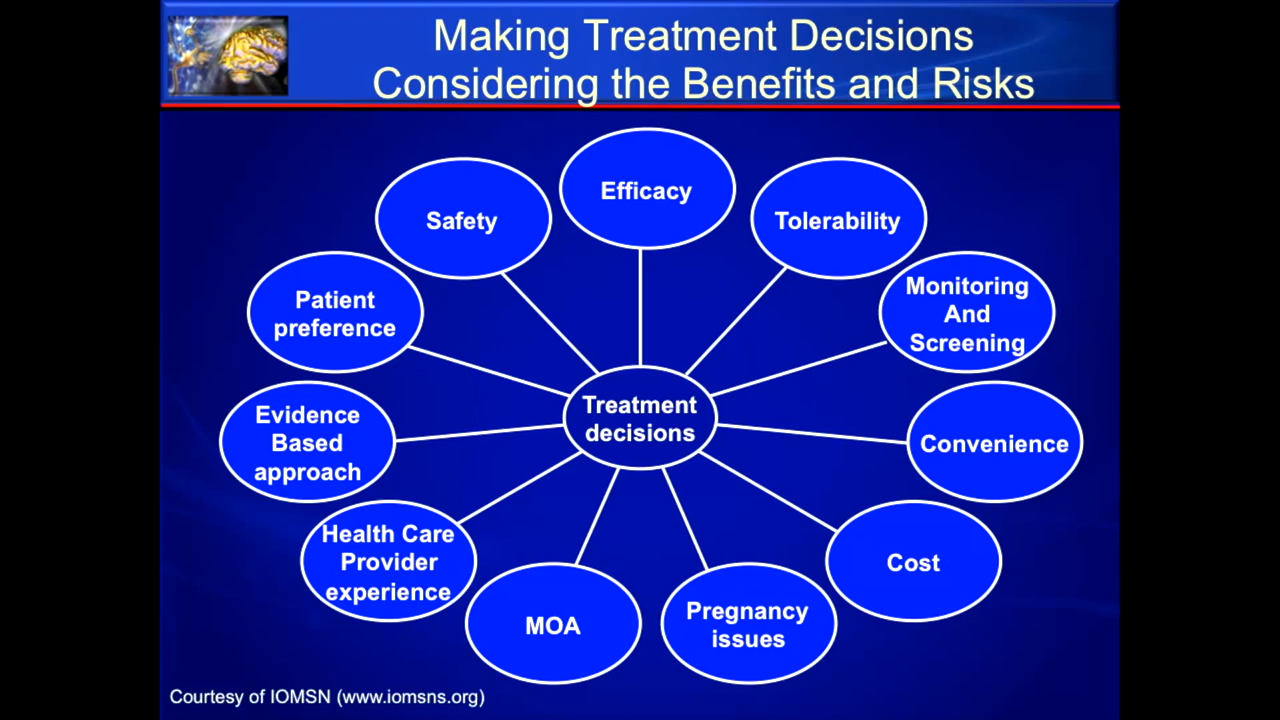 Making Treatment Decisions
Considering the Benefits and Risks
Efficacy
Safety
Tolerability
Patient
preference
Monitoring
And
Screening
Treatment
decisions
Evidence
Based
approach
Convenience
Health Care
Provider
experience
Cost
MOA
Pregnancy
issues
Courtesy of IOMSN (www.iomsns.org)